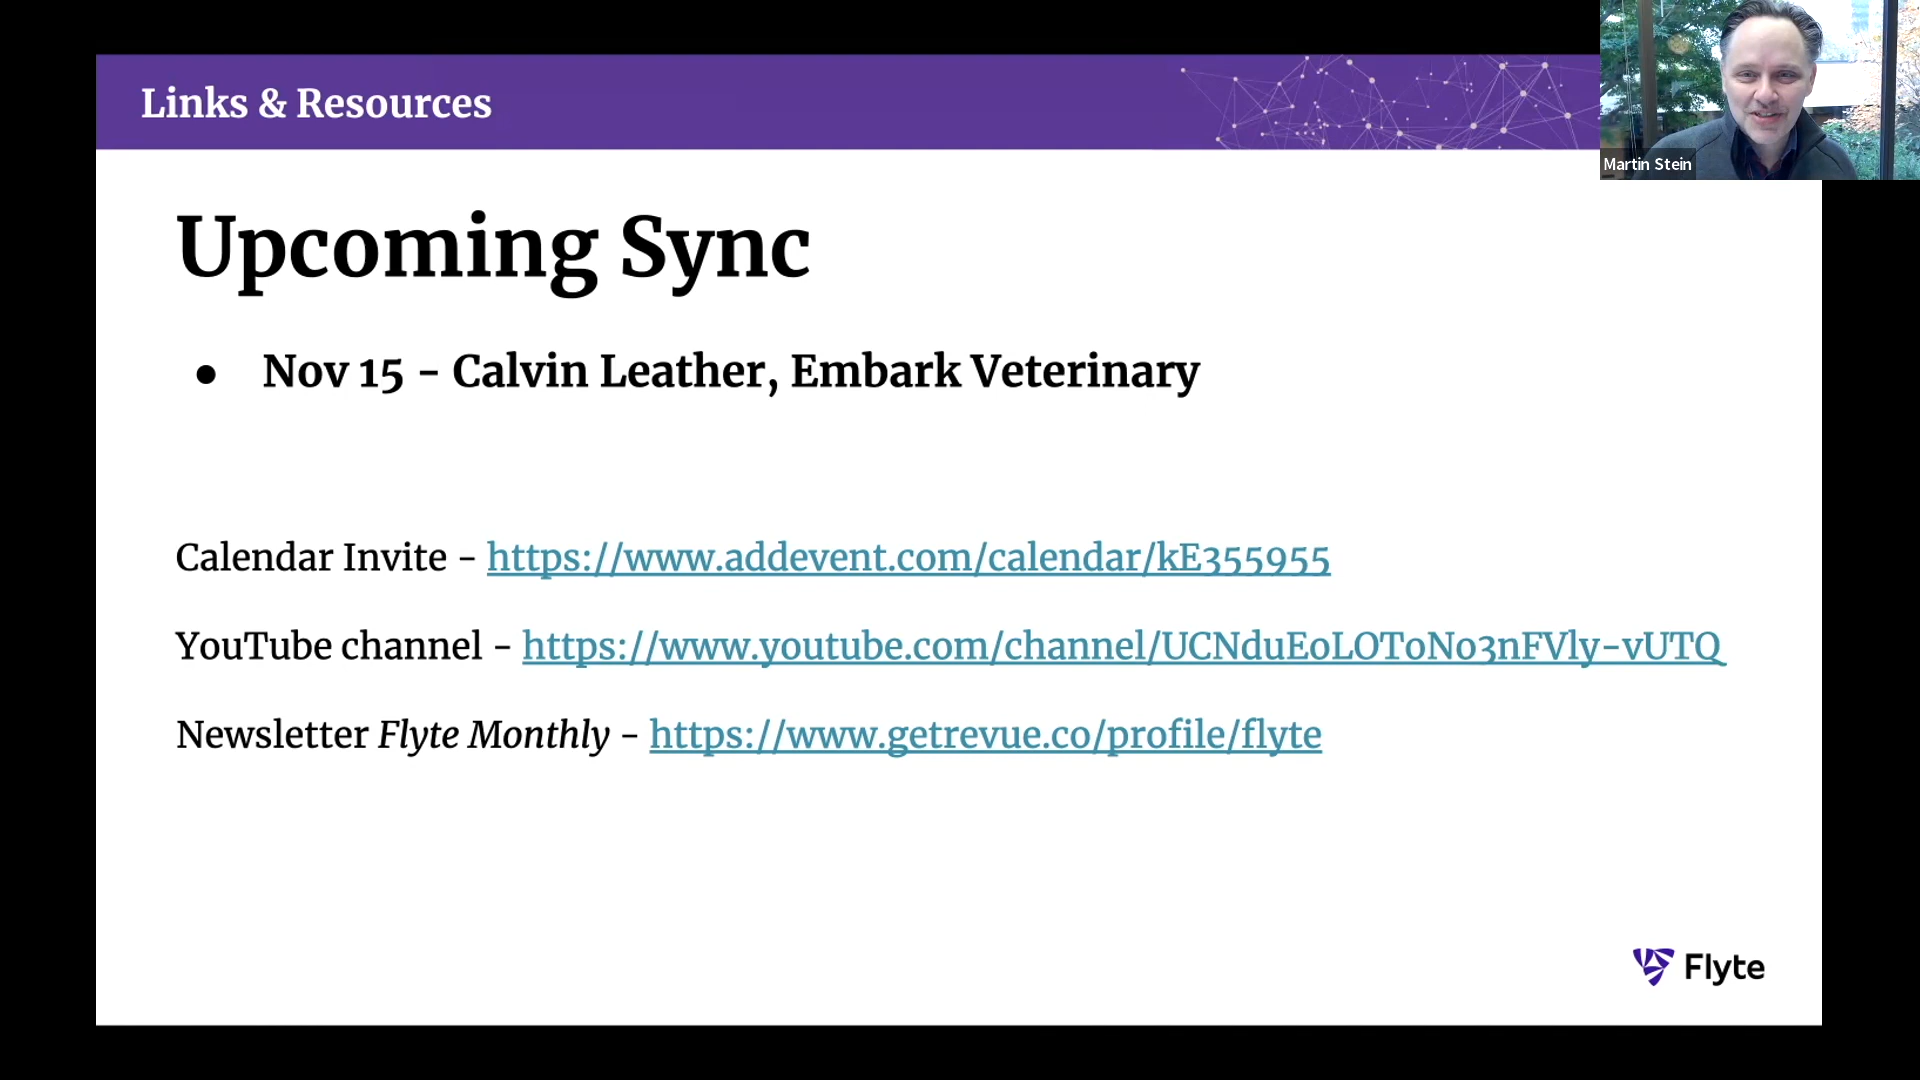 Links & Resources
Martin Stein
Upcoming Sync
● Nov 15 - Calvin Leather, Embark Veterinary
Calendar Invite - https://www.addevent.com/calendar/kE355955
YouTube channel - https://www.youtube.com/channel/UCNduEoLOToNo3nFVly-vUTQ
Newsletter Flyte Monthly - https://www.getrevue.co/profile/flyte
Flyte